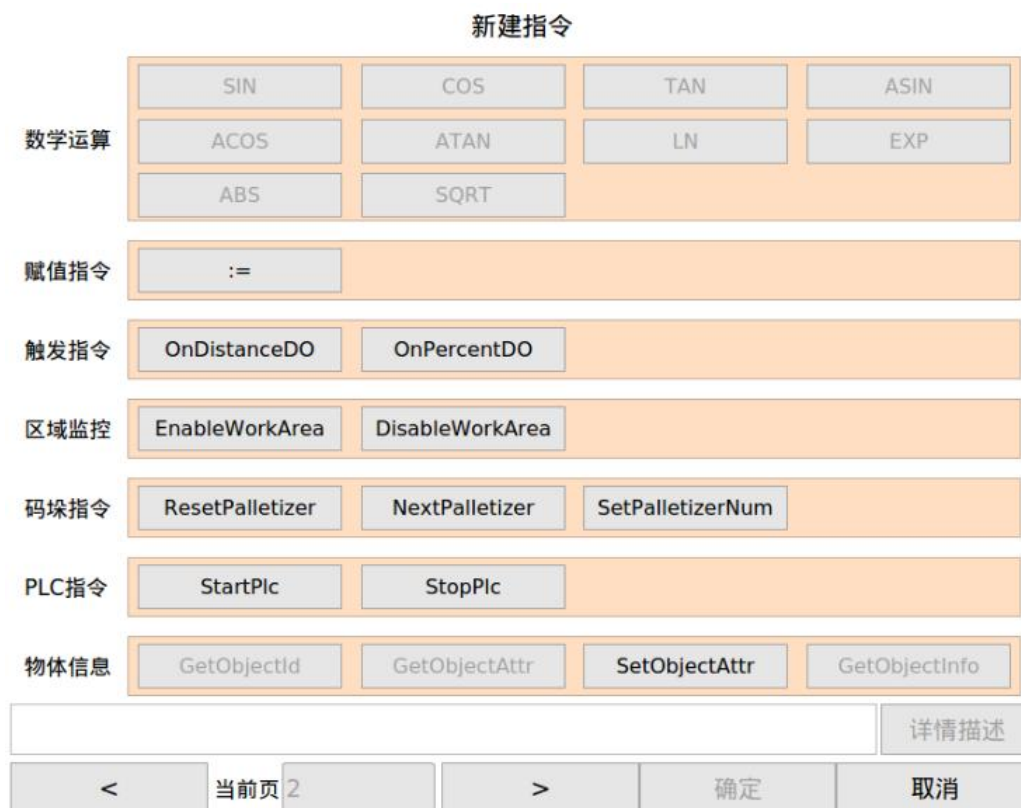 新建指令
SIN COS TAN ASIN
数学运算 ACOS ATAN LN EXP
ABS SQRT
赋值指令 :=
触发指令 OnDistanceDO OnPercentDO
区域监控 EnableWorkArea DisableWorkArea
码垛指令 ResetPalletizer NextPalletizer SetPalletizerNum
PLC指令 StartPlc StopPlc
物体信息 GetObjectId GetObjectAttr SetObjectAttr GetObjectInfo
详情描述
< 当前页 2 > 确定 取消